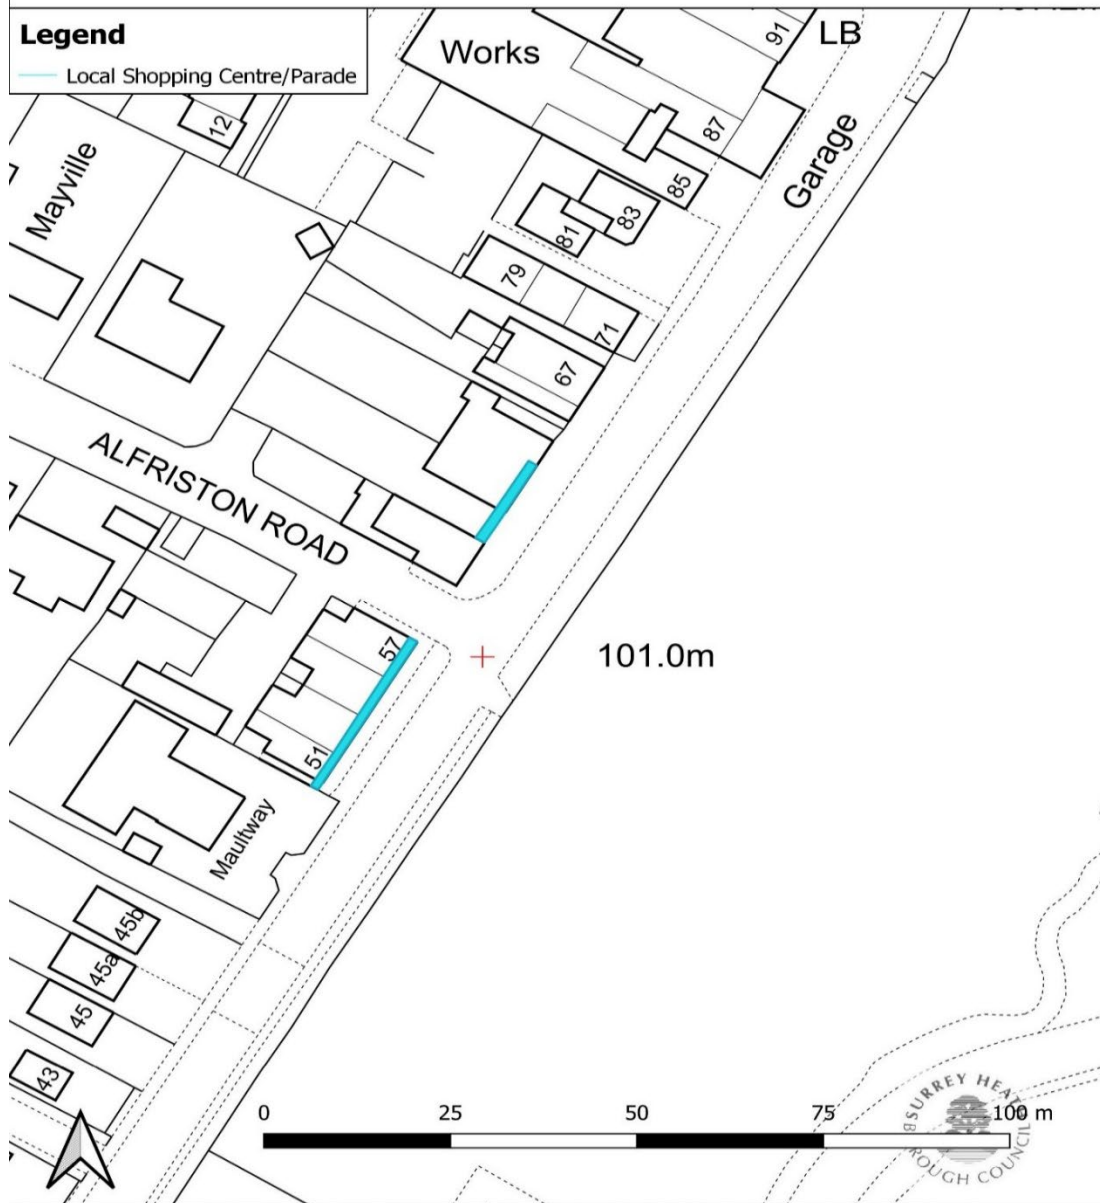 Legend
Local Shopping Centre/Parade
Works
LB
91
12
87
Garage
Mayville
85
83
81
79
71
67
ALFRISTON ROAD
57
101.0m
51
Maultway
45b
45a
45
43
0 25 50 75 100 m
SURREY HEATH
BOROUGH COUNCIL